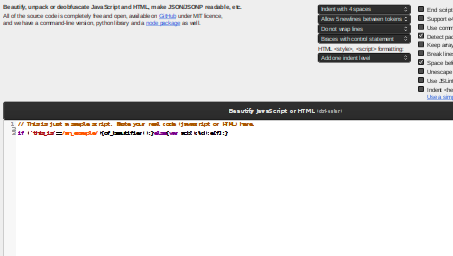 Beautify, unpack or deobfuscate JavaScript and HTML, make JSON/JSONP readable, etc.
All of the source code is completely free and open, available on GitHub under MIT licence,
and we have a command-line version, python library and a node package as well.
Indent with 4 spaces
Allow 5 newlines between tokens
Do not wrap lines
Braces with control statement
HTML <style>, <script> formatting:
Add one indent level
End script
Support e4
Use comm
Detect pac
Keep array
Break lines
Space bef
Unescape
Use JSLint
Indent <he
Use a simp
Beautify JavaScript or HTML (ctrl-enter)
// This is just a sample script. Paste your real code (javascript or HTML) here.
if ('this_is'==/an_example/){of_beautifier();}else{var a=b?(c%d):e[f];}